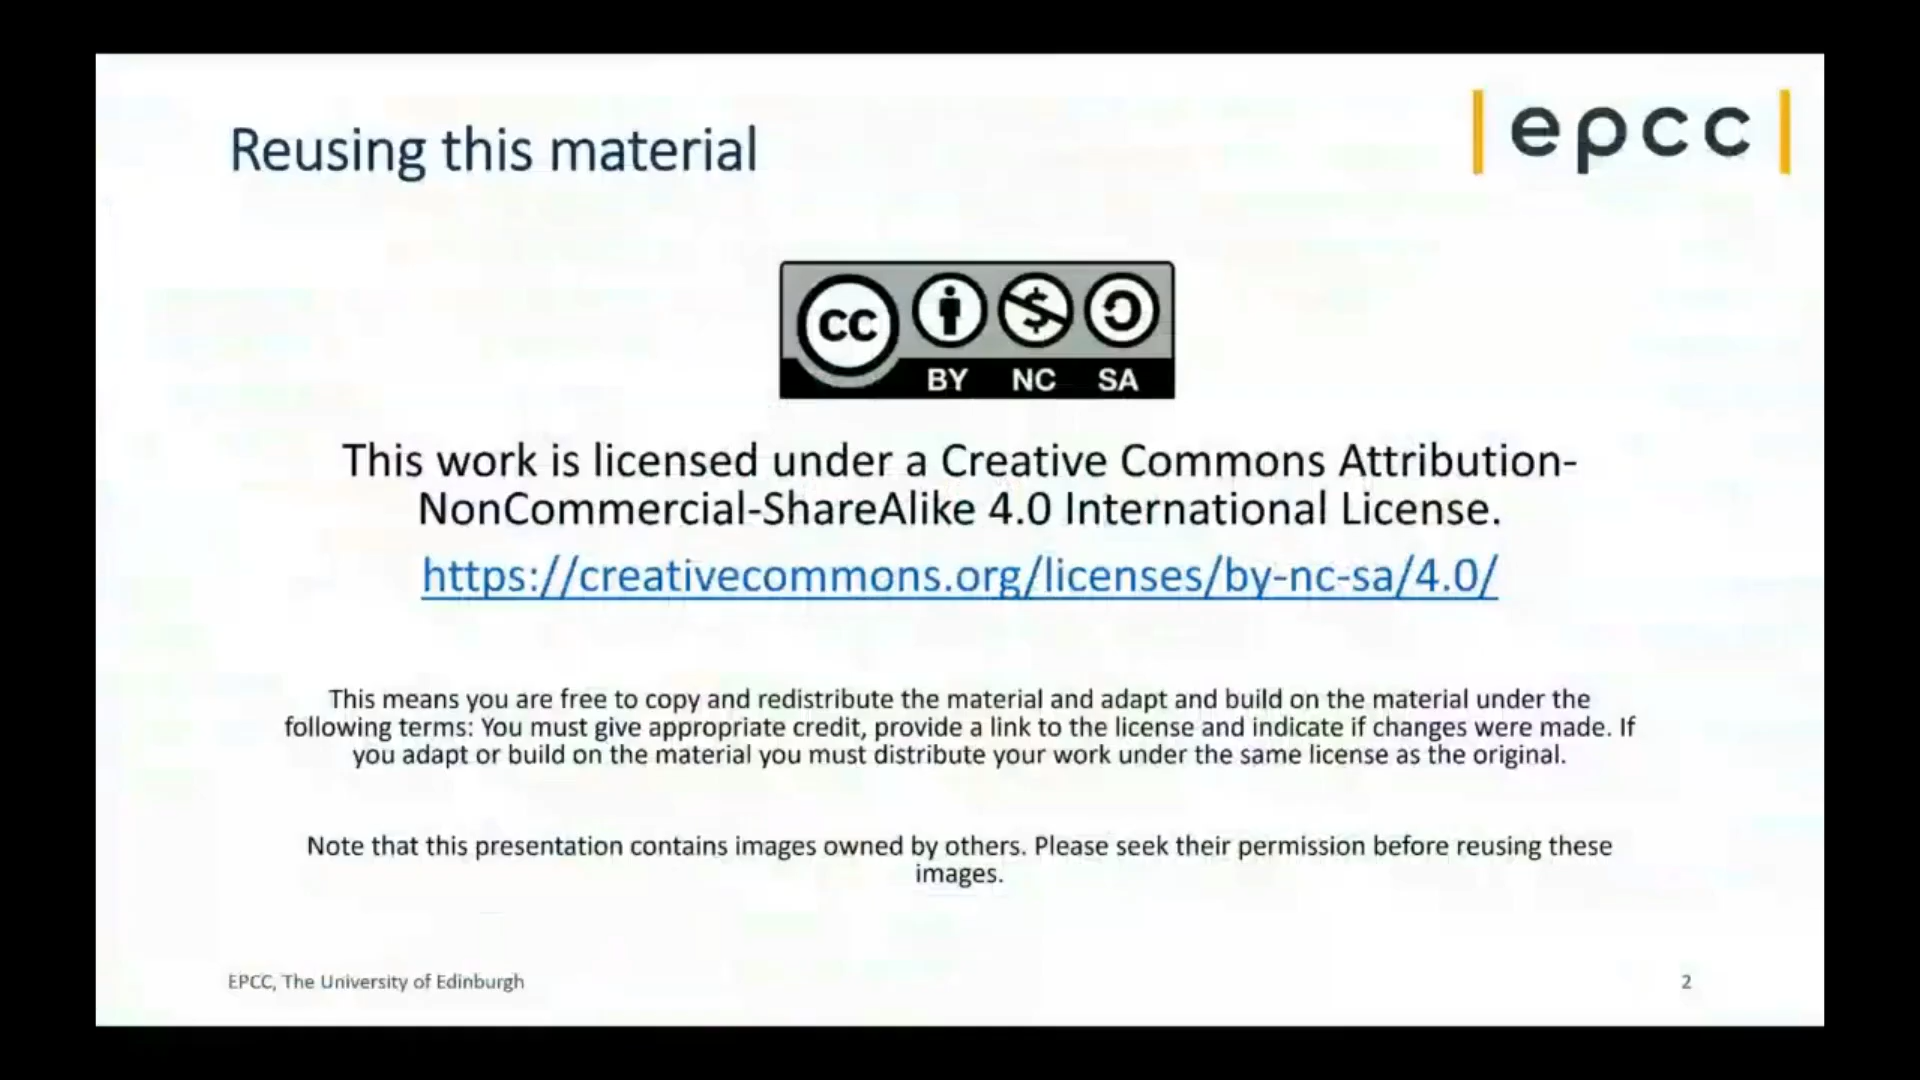 Reusing this material
|epcc|
CC BY NC SA
This work is licensed under a Creative Commons Attribution-
NonCommercial-ShareAlike 4.0 International License.
https://creativecommons.org/licenses/by-nc-sa/4.0/
This means you are free to copy and redistribute the material and adapt and build on the material under the
following terms: You must give appropriate credit, provide a link to the license and indicate if changes were made. If
you adapt or build on the material you must distribute your work under the same license as the original.
Note that this presentation contains images owned by others. Please seek their permission before reusing these
images.
EPCC, The University of Edinburgh
2